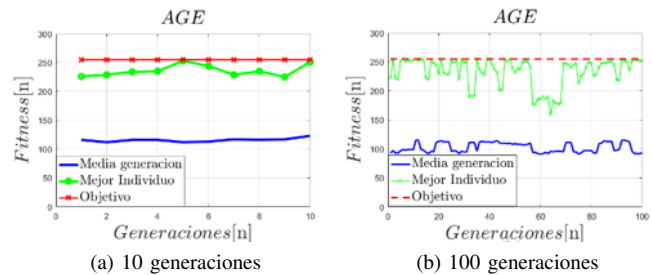 AGE
Fitness[n]
300
250
200
150
100
50
0
Media generacion
Mejor Individuo
Objetivo
0 2 4 6 8 10
Generaciones[n]
(a) 10 generaciones
AGE
Fitness[n]
300
250
200
150
100
50
0
Media generacion
Mejor Individuo
Objetivo
0 20 40 60 80 100
Generaciones[n]
(b) 100 generaciones